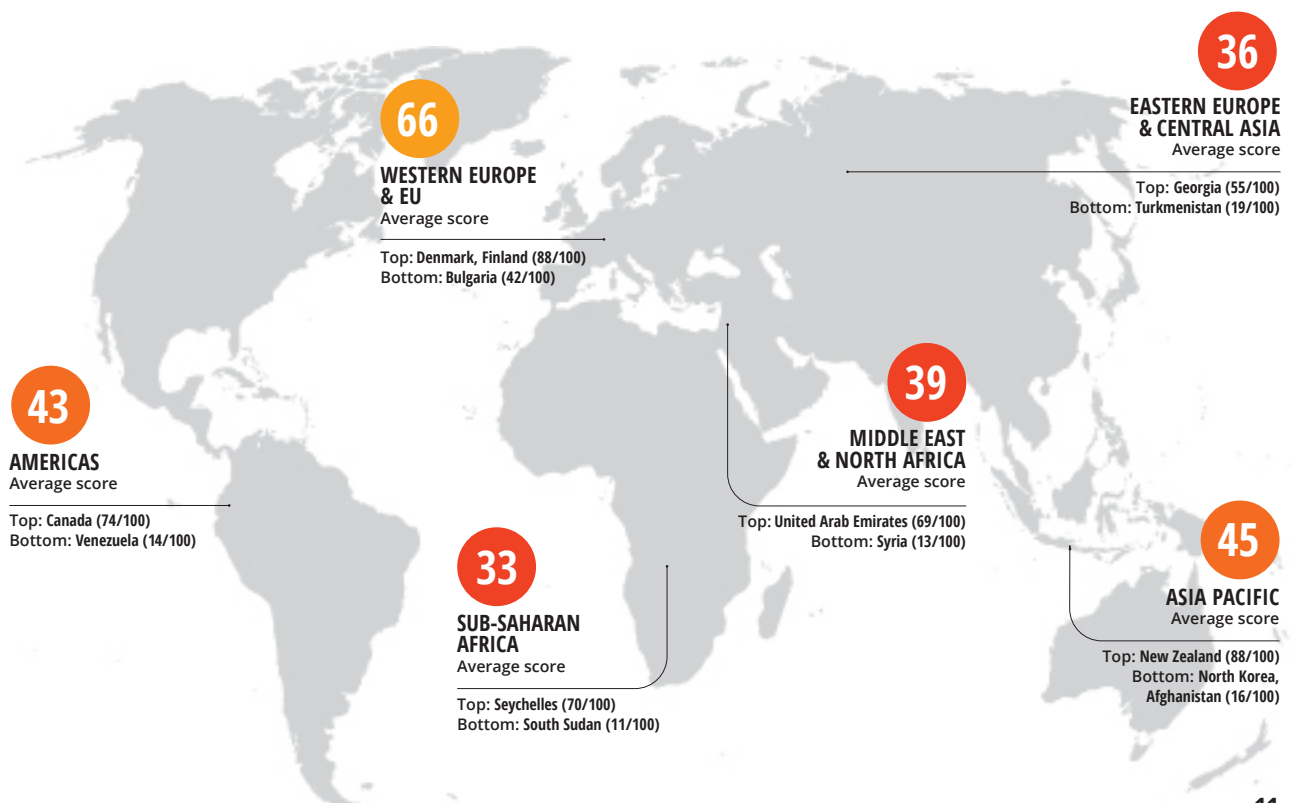 36
EASTERN EUROPE
& CENTRAL ASIA
Average score
Top: Georgia (55/100)
Bottom: Turkmenistan (19/100)
66
WESTERN EUROPE
& EU
Average score
Top: Denmark, Finland (88/100)
Bottom: Bulgaria (42/100)
43
AMERICAS
Average score
Top: Canada (74/100)
Bottom: Venezuela (14/100)
39
MIDDLE EAST
& NORTH AFRICA
Average score
Top: United Arab Emirates (69/100)
Bottom: Syria (13/100)
33
SUB-SAHARAN
AFRICA
Average score
Top: Seychelles (70/100)
Bottom: South Sudan (11/100)
45
ASIA PACIFIC
Average score
Top: New Zealand (88/100)
Bottom: North Korea,
Afghanistan (16/100)